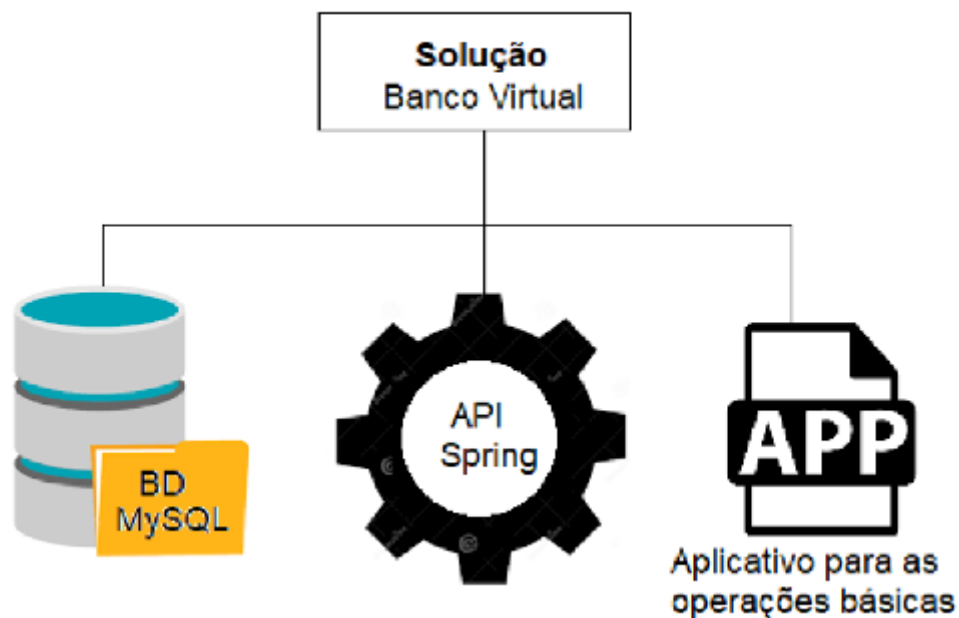 Solução
Banco Virtual
BD
MySQL
API
Spring
APP
Aplicativo para as
operações básicas